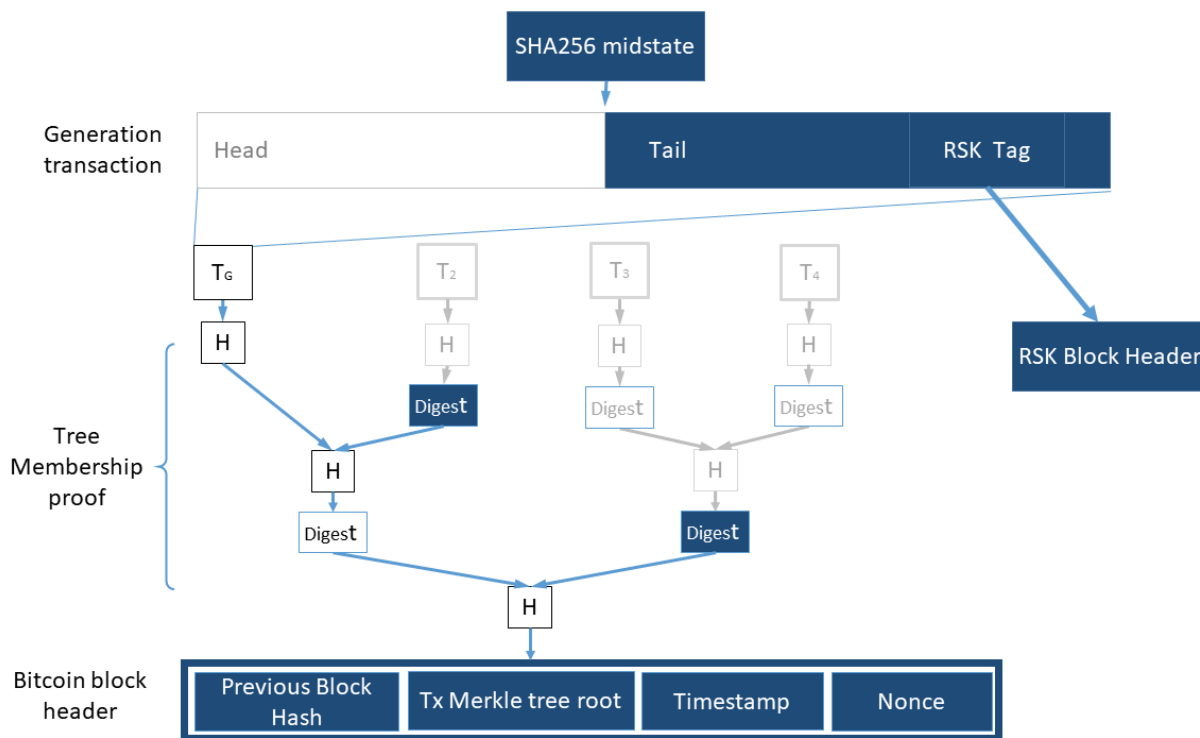 SHA256 midstate
Generation
transaction
Head
Tail
RSK Tag
TG
T2
T3
T4
H
H
H
H
RSK Block Header
Digest
Digest
Digest
Tree
Membership
proof
H
H
Digest
Digest
H
Bitcoin block
header
Previous Block
Hash
Tx Merkle tree root
Timestamp
Nonce